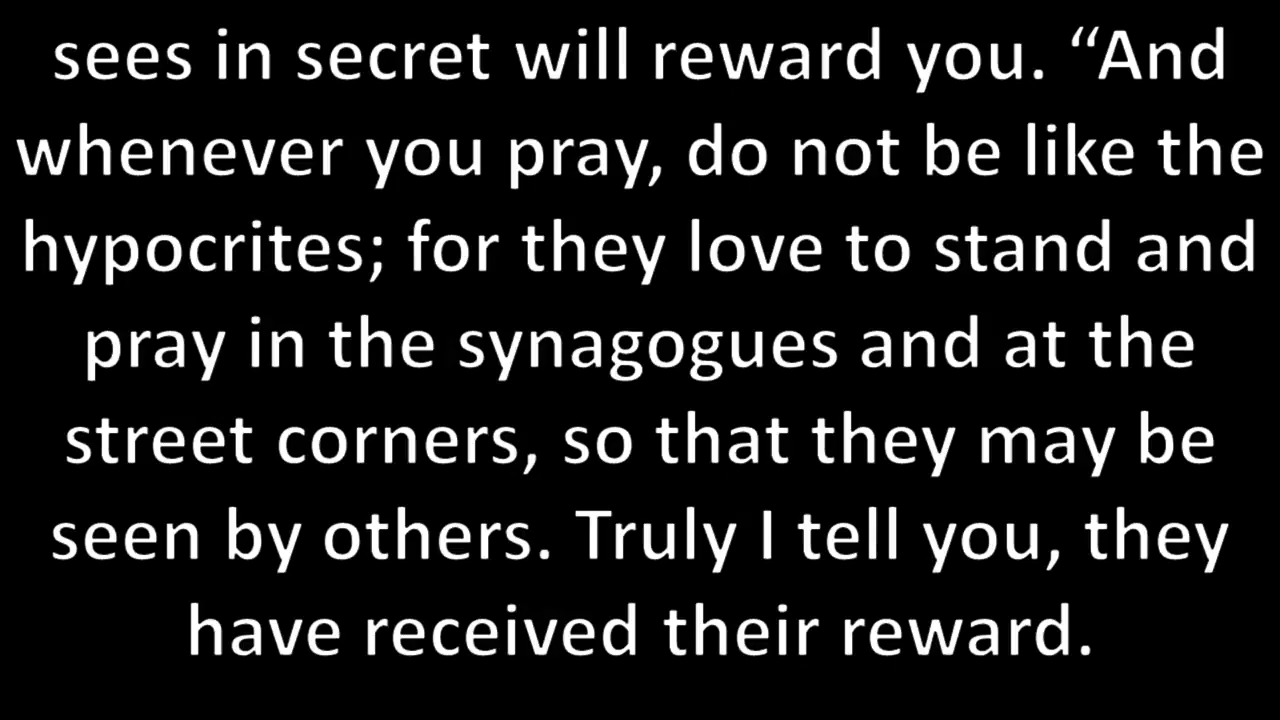 sees in secret will reward you. “And
whenever you pray, do not be like the
hypocrites; for they love to stand and
pray in the synagogues and at the
street corners, so that they may be
seen by others. Truly I tell you, they
have received their reward.